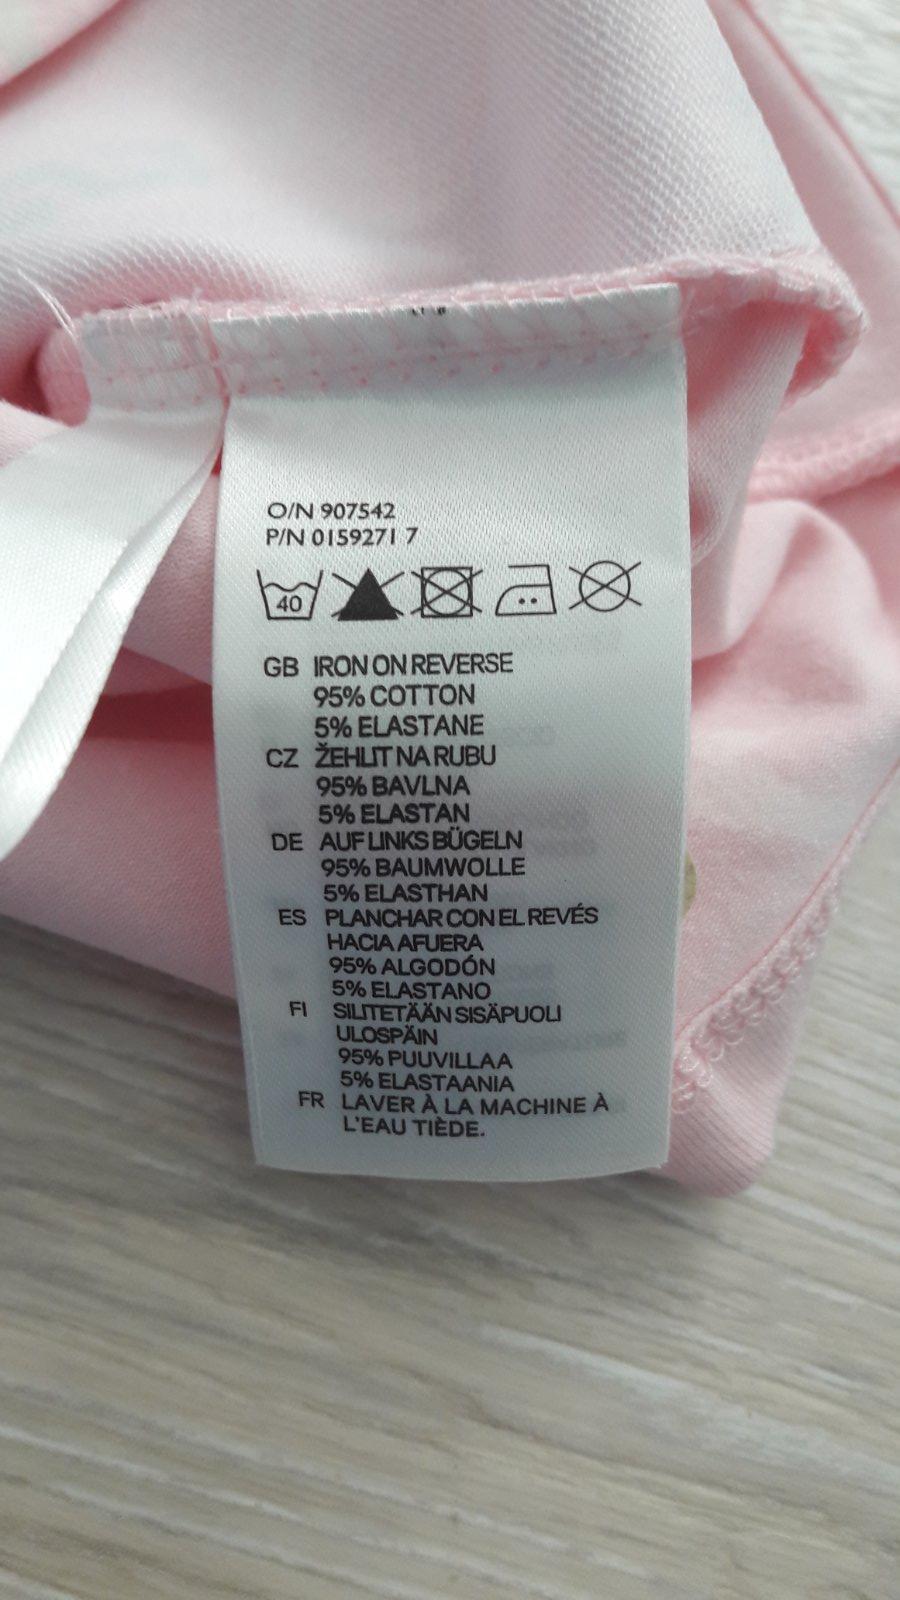 O/N 907542
P/N 0159271 7
40
GB IRON ON REVERSE
95% COTTON
5% ELASTANE
CZ ŽEHLIT NA RUBU
95% BAVLNA
5% ELASTAN
DE AUF LINKS BÜGELN
95% BAUMWOLLE
5% ELASTHAN
ES PLANCHAR CON EL REVÉS
HACIA AFUERA
95% ALGODÓN
5% ELASTANO
FI SILITETÄÄN SISÄPUOLI
ULOSPÄIN
95% PUUVILLAA
5% ELASTAANIA
FR LAVER À LA MACHINE À
L'EAU TIÈDE.